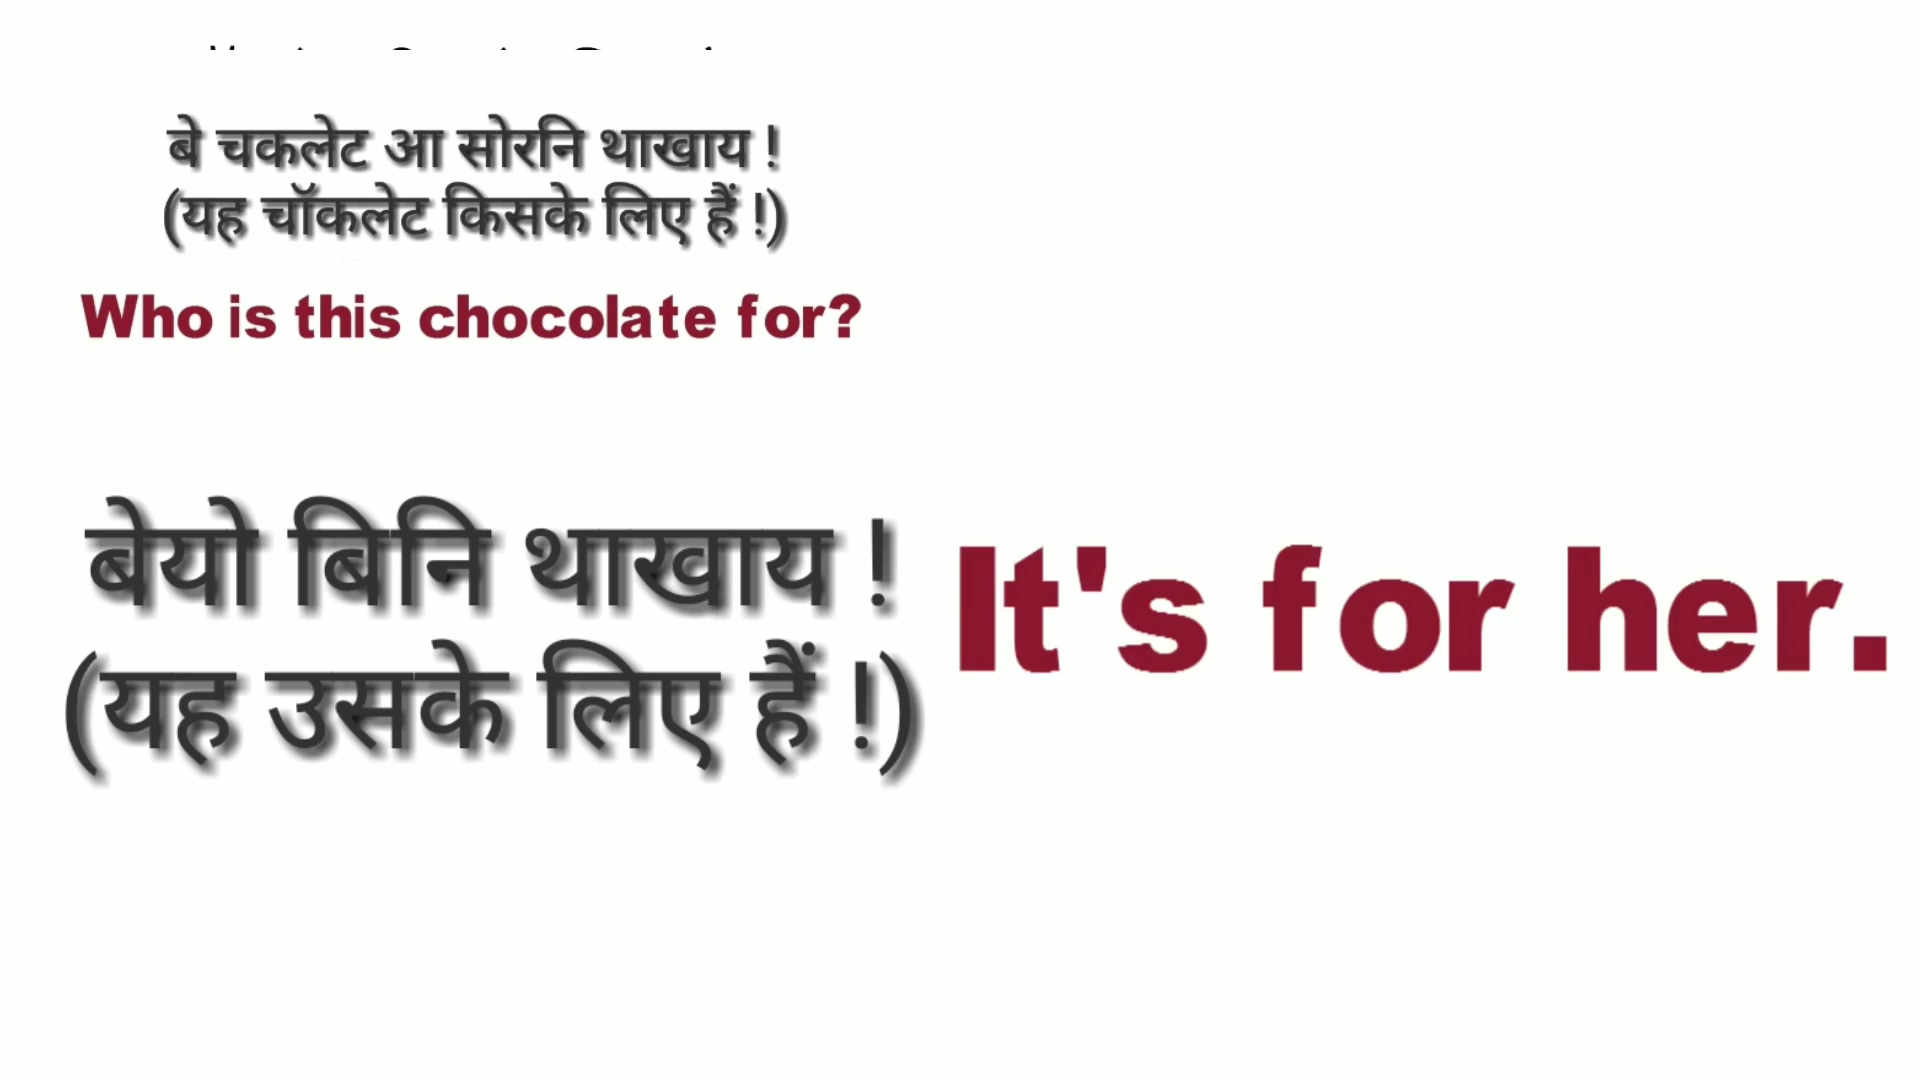 बे चकलेट आ सोरनि थाखाय !
(यह चॉकलेट किसके लिए हैं !)
Who is this chocolate for?
बेयो बिनि थाखाय !
(यह उसके लिए हैं !)
It's for her.